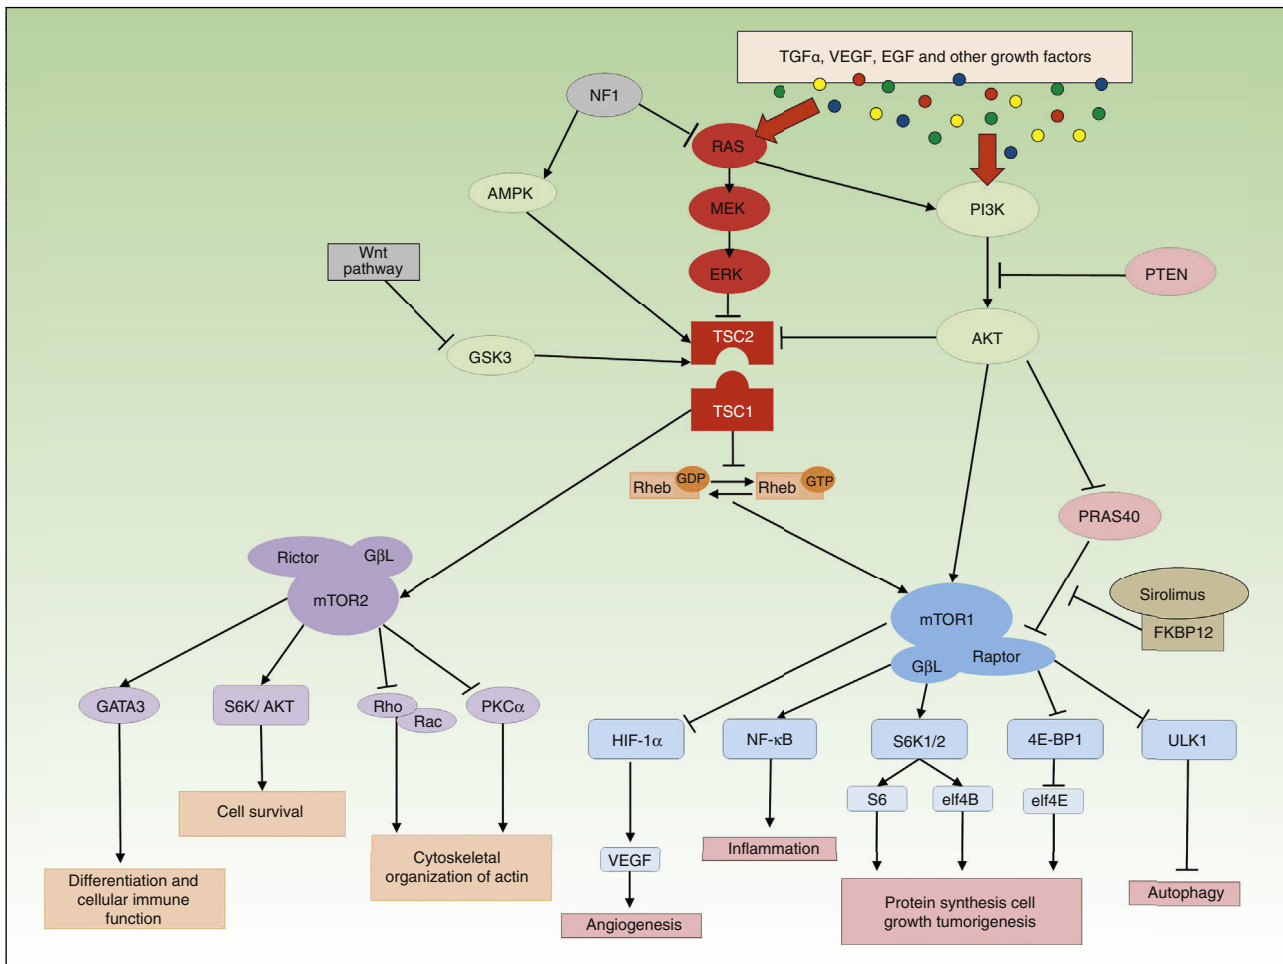 TGFα, VEGF, EGF and other growth factors
NF1
RAS
AMPK
MEK
PI3K
Wnt
pathway
ERK
PTEN
TSC2
AKT
GSK3
TSC1
Rheb
GDP
Rheb
GTP
PRAS40
Rictor
GβL
mTOR2
Sirolimus
FKBP12
mTOR1
Raptor
GβL
GATA3
S6K/ AKT
Rho
Rac
PKCα
HIF-1α
NF-κB
S6K1/2
4E-BP1
ULK1
S6
elf4B
elf4E
Cell survival
Cytoskeletal
organization of actin
VEGF
Inflammation
Differentiation and
cellular immune
function
Angiogenesis
Protein synthesis cell
growth tumorigenesis
Autophagy